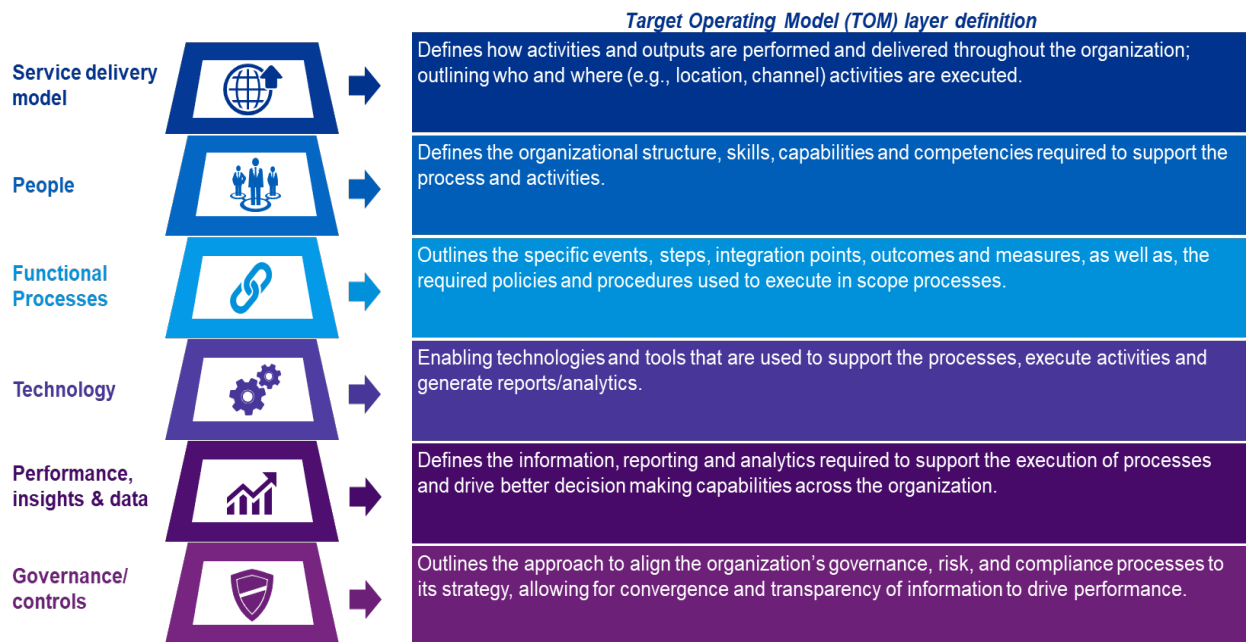 Target Operating Model (TOM) layer definition
Service delivery
model
Defines how activities and outputs are performed and delivered throughout the organization;
outlining who and where (e.g., location, channel) activities are executed.
People
Defines the organizational structure, skills, capabilities and competencies required to support the
process and activities.
Functional
Processes
Outlines the specific events, steps, integration points, outcomes and measures, as well as, the
required policies and procedures used to execute in scope processes.
Technology
Enabling technologies and tools that are used to support the processes, execute activities and
generate reports/analytics.
Performance,
insights & data
Defines the information, reporting and analytics required to support the execution of processes
and drive better decision making capabilities across the organization.
Governance/
controls
Outlines the approach to align the organization’s governance, risk, and compliance processes to
its strategy, allowing for convergence and transparency of information to drive performance.